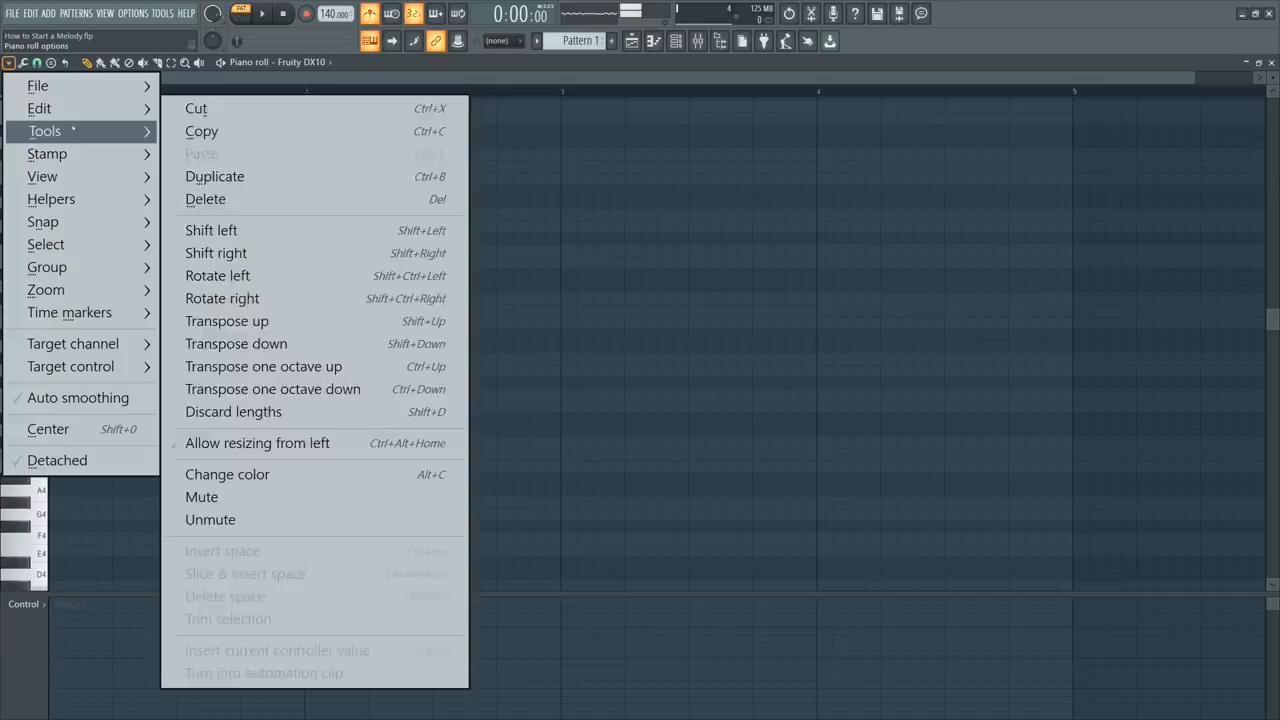 FILE EDIT ADD PATTERNS VIEW OPTIONS TOOLS HELP
PAT
140.000
3.2
0:00:00
4
125 MB
0
How to Start a Melody.flp
Piano roll options
(none)
Pattern 1
Piano roll - Fruity DX10
3
4
5
File
Edit
Tools
Stamp
View
Helpers
Snap
Select
Group
Zoom
Time markers
Target channel
Target control
Auto smoothing
Center Shift+0
Detached
Cut Ctrl+X
Copy Ctrl+C
Paste
Duplicate Ctrl+B
Delete Del
Shift left Shift+Left
Shift right Shift+Right
Rotate left Shift+Ctrl+Left
Rotate right Shift+Ctrl+Right
Transpose up Shift+Up
Transpose down Shift+Down
Transpose one octave up Ctrl+Up
Transpose one octave down Ctrl+Down
Discard lengths Shift+D
Allow resizing from left Ctrl+Alt+Home
Change color Alt+C
Mute
Unmute
Insert space
Slice & insert space
Delete space
Trim selection
Insert current controller value
Turn into automation clip
A4
G4
F4
E4
D4
Control